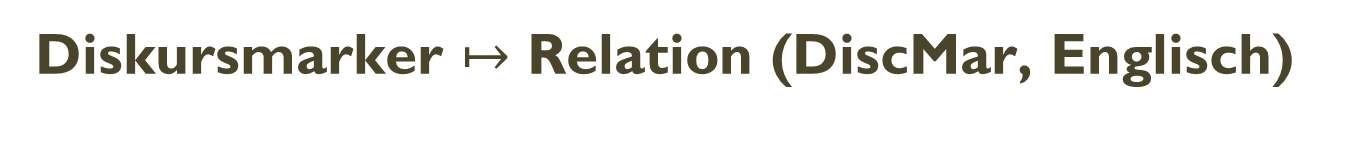 Diskursmarker ↦ Relation (DiscMar, Englisch)